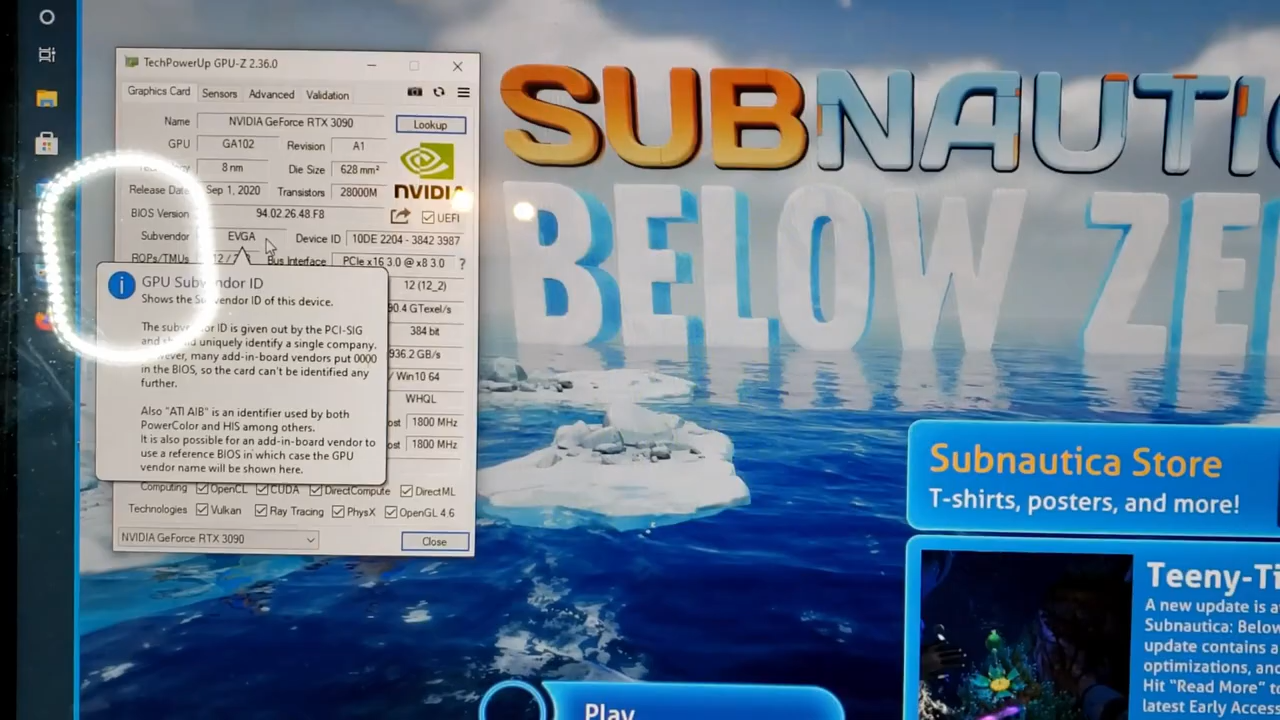 TechPowerUp GPU-Z 2.36.0
Graphics Card Sensors Advanced Validation
Name NVIDIA GeForce RTX 3090 Lookup
GPU GA102 Revision A1
8 nm Die Size 628 mm²
Release Date Sep 1, 2020 Transistors 28000M
NVIDIA
BIOS Version 94.02.26.48.F8 UEFI
Subvendor EVGA Device ID 10DE 2204 - 3842 3987
ROPs/TMUs Bus Interface PCIe x16 3.0 @ x8 3.0 ?
12 (12_2)
90.4 GTexel/s
384 bit
936.2 GB/s
/ Win10 64
WHQL
1800 MHz
1800 MHz
GPU Subvendor ID
Shows the Subvendor ID of this device.
The subvendor ID is given out by the PCI-SIG
and should uniquely identify a single company.
However, many add-in-board vendors put 0000
in the BIOS, so the card can't be identified any
further.
Also "ATI AIB" is an identifier used by both
PowerColor and HIS among others.
It is also possible for an add-in-board vendor to
use a reference BIOS in which case the GPU
vendor name will be shown here.
Computing OpenCL CUDA DirectCompute DirectML
Technologies Vulkan Ray Tracing PhysX OpenGL 4.6
NVIDIA GeForce RTX 3090 Close
SUBNAUTI
BELOW ZE
Subnautica Store
T-shirts, posters, and more!
Teeny-Ti
A new update is a
Subnautica: Below
update contains a
optimizations, and
Hit "Read More" to
latest Early Access
Play